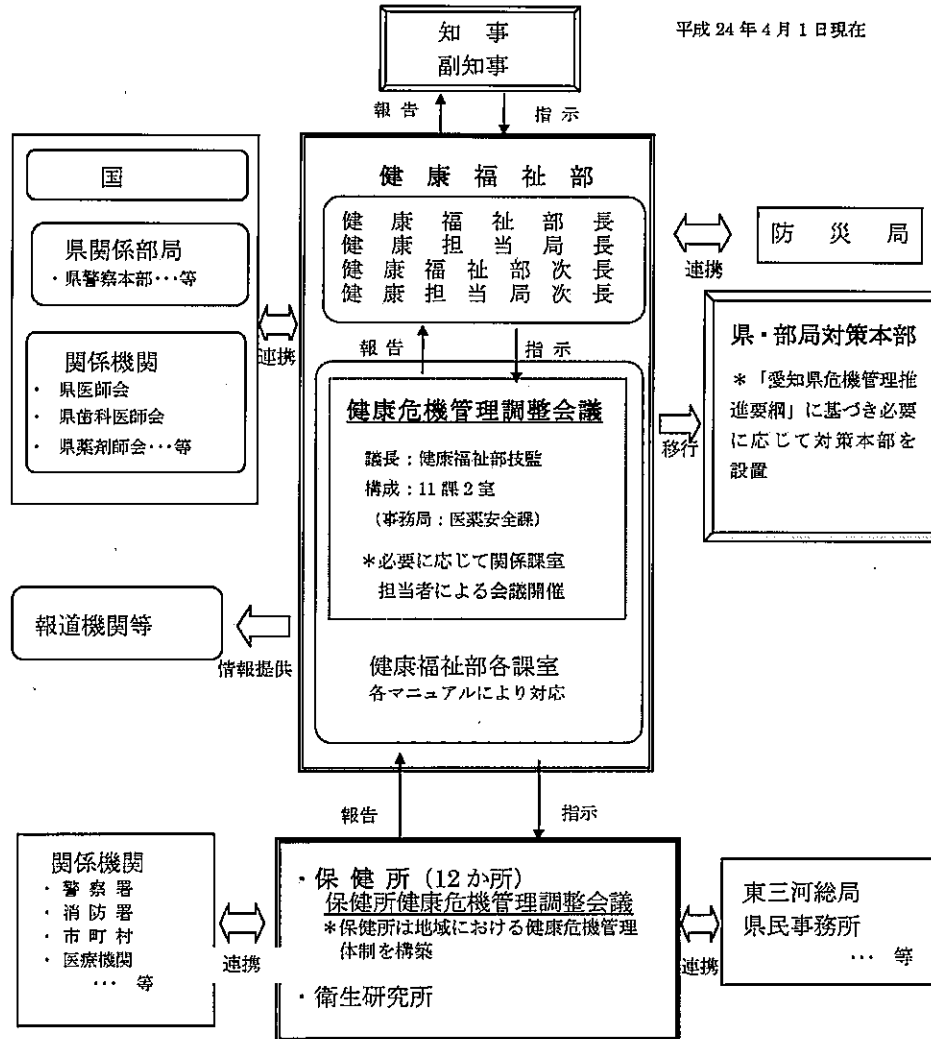 平成24年4月1日現在
知 事
副知事
報 告
指 示
国
県関係部局
・県警察本部…等
関係機関
・ 県医師会
・ 県歯科医師会
・ 県薬剤師会…等
連携
健 康 福 祉 部
健 康 福 祉 部 長
健 康 担 当 局 長
健 康 福 祉 部 次 長
健 康 担 当 局 次 長
連携
防 災 局
報 告
指 示
健康危機管理調整会議
議長：健康福祉部技監
構成：11課2室
(事務局：医薬安全課)
*必要に応じて関係課室
担当者による会議開催
移行
県・部局対策本部
*「愛知県危機管理推
進要綱」に基づき必要
に応じて対策本部を
設置
報道機関等
情報提供
健康福祉部各課室
各マニュアルにより対応
報告
指示
関係機関
・ 警 察 署
・ 消 防 署
・ 市 町 村
・ 医療機関
… 等
連携
・保 健 所 (12か所)
保健所健康危機管理調整会議
*保健所は地域における健康危機管理
体制を構築
・衛生研究所
連携
東三河総局
県民事務所
… 等